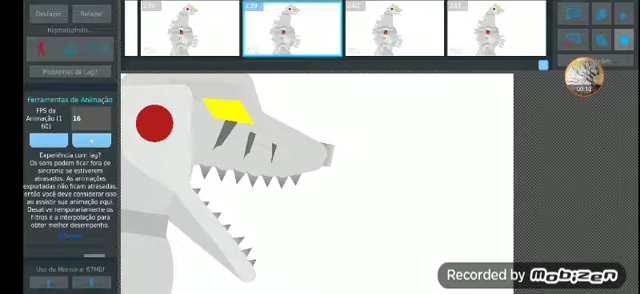 Desfazer
Refazer
239
240
241
Reproduzindo...
Problemas de Lag?
Ferramentas de Animação
FPS da
Animação (1
60)
16
Experiência com lag?
Os sons podem ficar fora de
sincronia se estiverem
atrasados. As animações
exportadas não ficam atrasadas,
então você deve considerar isso
ao assistir sua animação aqui.
Desative temporariamente os
filtros e a interpolação para
obter melhor desempenho.
Uso de Memória: 67MB!
Recorded by Mobizen